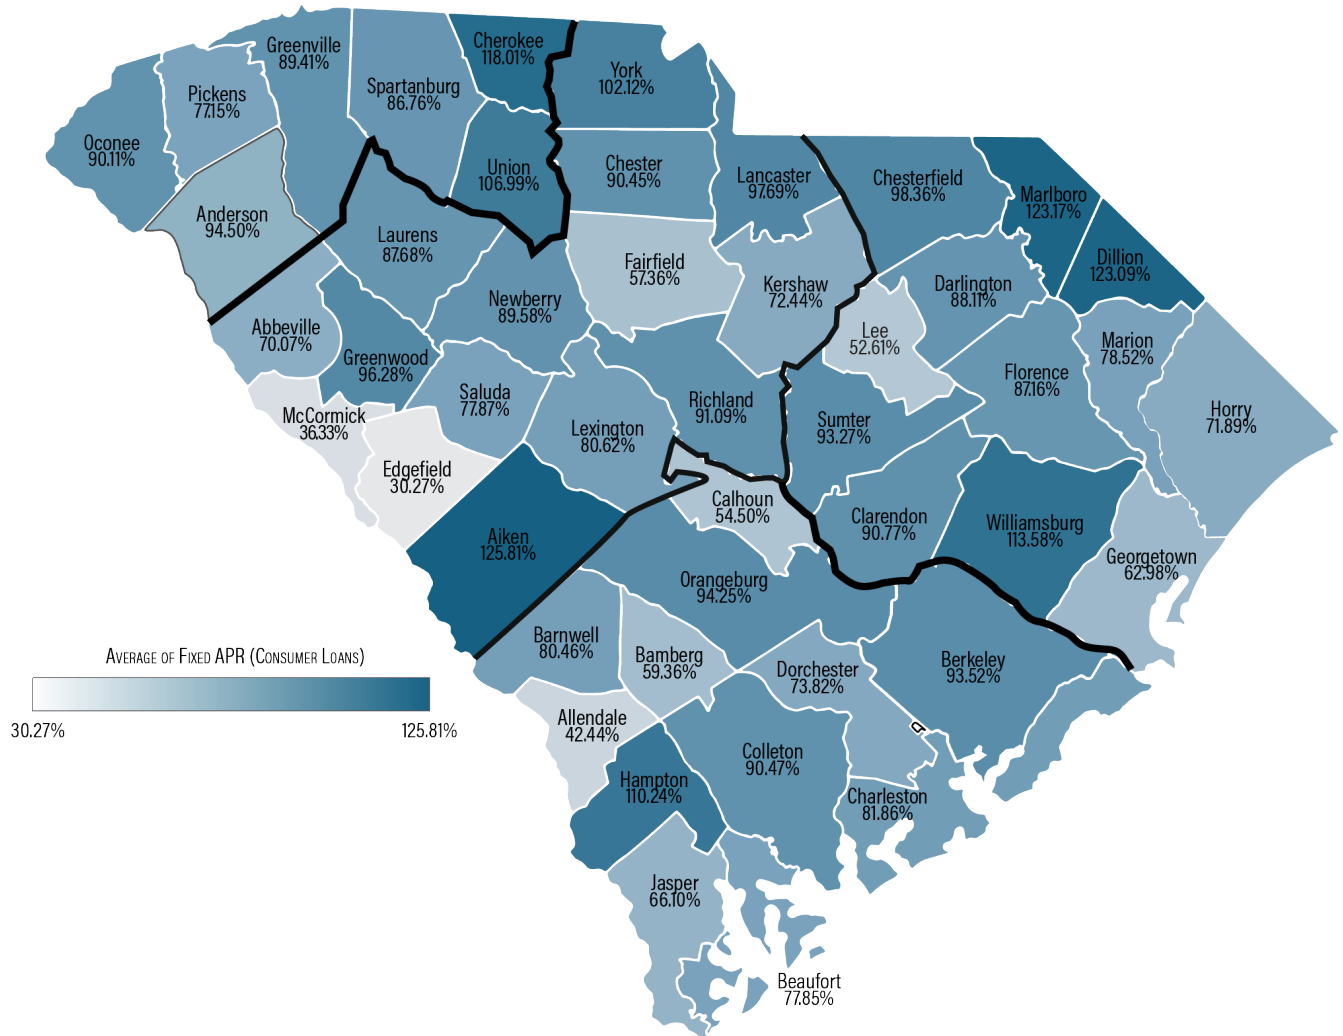 Greenville
89.41%
Cherokee
118.01%
York
102.12%
Pickens
77.15%
Spartanburg
86.76%
Oconee
90.11%
Union
106.99%
Chester
90.45%
Lancaster
97.69%
Chesterfield
98.36%
Marlboro
123.17%
Anderson
94.50%
Laurens
87.68%
Fairfield
57.36%
Kershaw
72.44%
Darlington
88.11%
Dillion
123.09%
Abbeville
70.07%
Newberry
89.58%
Lee
52.61%
Marion
78.52%
Greenwood
96.28%
Florence
87.16%
McCormick
36.33%
Saluda
77.87%
Lexington
80.62%
Richland
91.09%
Sumter
93.27%
Horry
71.89%
Edgefield
30.27%
Calhoun
54.50%
Clarendon
90.77%
Williamsburg
113.58%
Aiken
125.81%
Georgetown
62.98%
Orangeburg
94.25%
Barnwell
80.46%
Bamberg
59.36%
Dorchester
73.82%
Berkeley
93.52%
Average of Fixed APR (Consumer Loans)
30.27%
125.81%
Allendale
42.44%
Hampton
110.24%
Colleton
90.47%
Charleston
81.86%
Jasper
66.10%
Beaufort
77.85%